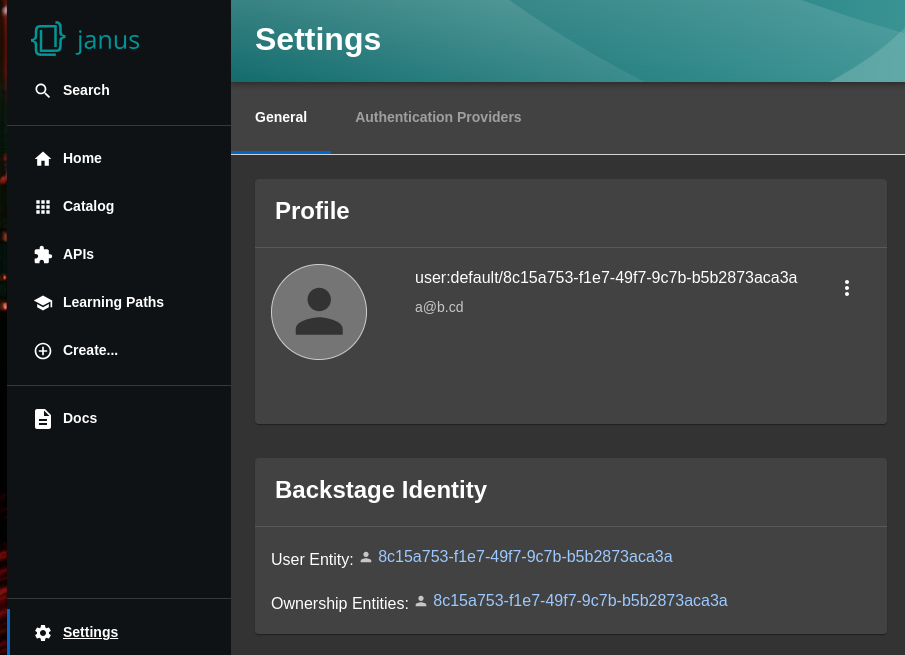 janus
Search
Home
Catalog
APIs
Learning Paths
Create...
Docs
Settings
Settings
General
Authentication Providers
Profile
user:default/8c15a753-f1e7-49f7-9c7b-b5b2873aca3a
a@b.cd
Backstage Identity
User Entity: 8c15a753-f1e7-49f7-9c7b-b5b2873aca3a
Ownership Entities: 8c15a753-f1e7-49f7-9c7b-b5b2873aca3a